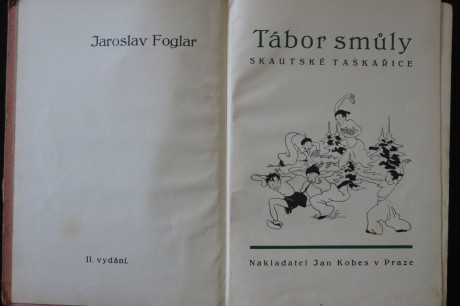 Jaroslav Foglar
II. vydání.
Tábor smůly
SKAUTSKÉ TAŠKAŘICE
Nakladatel Jan Kobes v Praze